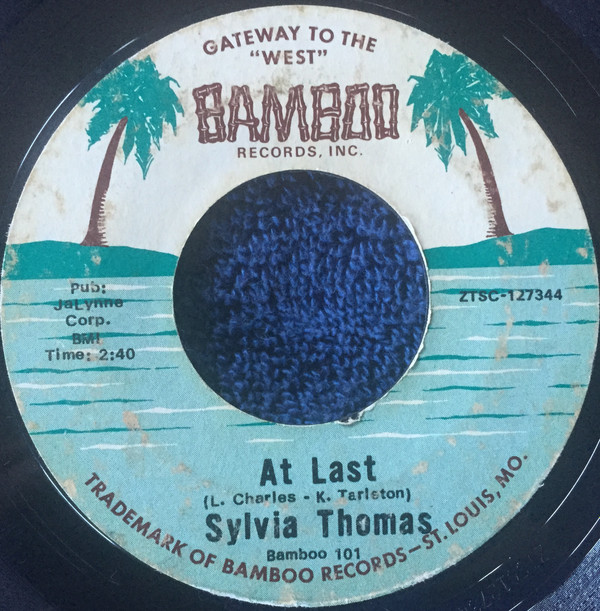 GATEWAY TO THE
"WEST"
BAMBOO
RECORDS, INC.
Pub:
JaLynne
Corp.
BMI
Time: 2:40
ZTSC-127344
At Last
(L. Charles - K. Tarleton)
Sylvia Thomas
Bamboo 101
TRADEMARK OF BAMBOO RECORDS—ST. LOUIS, MO.